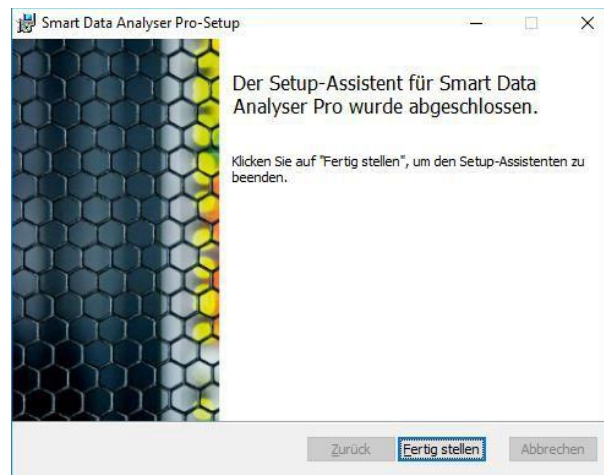 Smart Data Analyser Pro-Setup
Der Setup-Assistent für Smart Data
Analyser Pro wurde abgeschlossen.
Klicken Sie auf "Fertig stellen", um den Setup-Assistenten zu
beenden.
Zurück Fertig stellen Abbrechen